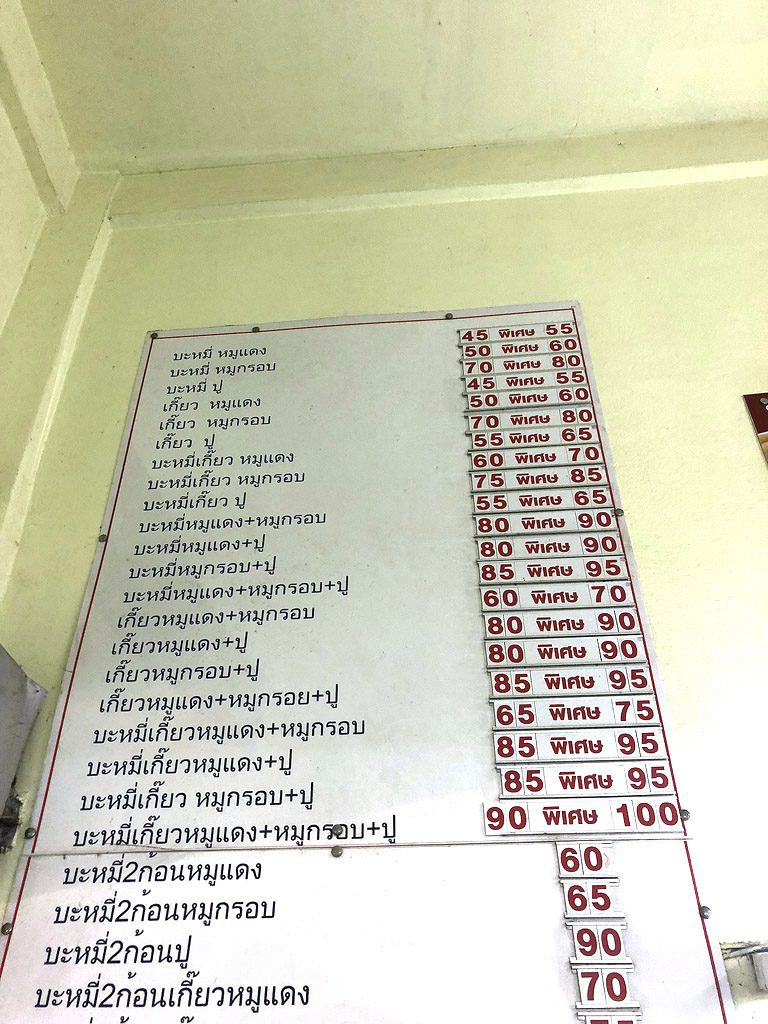 บะหมี่ หมูแดง 45 พิเศษ 55
บะหมี่ หมูกรอบ 50 พิเศษ 60
บะหมี่ ปู 70 พิเศษ 80
เกี๊ยว หมูแดง 45 พิเศษ 55
เกี๊ยว หมูกรอบ 50 พิเศษ 60
เกี๊ยว ปู 70 พิเศษ 80
บะหมี่เกี๊ยว หมูแดง 55 พิเศษ 65
บะหมี่เกี๊ยว หมูกรอบ 60 พิเศษ 70
บะหมี่เกี๊ยว ปู 75 พิเศษ 85
บะหมี่หมูแดง+หมูกรอบ 55 พิเศษ 65
บะหมี่หมูแดง+ปู 80 พิเศษ 90
บะหมี่หมูกรอบ+ปู 80 พิเศษ 90
บะหมี่หมูแดง+หมูกรอบ+ปู 85 พิเศษ 95
เกี๊ยวหมูแดง+หมูกรอบ 60 พิเศษ 70
เกี๊ยวหมูแดง+ปู 80 พิเศษ 90
เกี๊ยวหมูกรอบ+ปู 80 พิเศษ 90
เกี๊ยวหมูแดง+หมูกรอย+ปู 85 พิเศษ 95
บะหมี่เกี๊ยวหมูแดง+หมูกรอบ 65 พิเศษ 75
บะหมี่เกี๊ยวหมูแดง+ปู 85 พิเศษ 95
บะหมี่เกี๊ยว หมูกรอบ+ปู 85 พิเศษ 95
บะหมี่เกี๊ยวหมูแดง+หมูกรอบ+ปู 90 พิเศษ 100
บะหมี่2ก้อนหมูแดง 60
บะหมี่2ก้อนหมูกรอบ 65
บะหมี่2ก้อนปู 90
บะหมี่2ก้อนเกี๊ยวหมูแดง 70